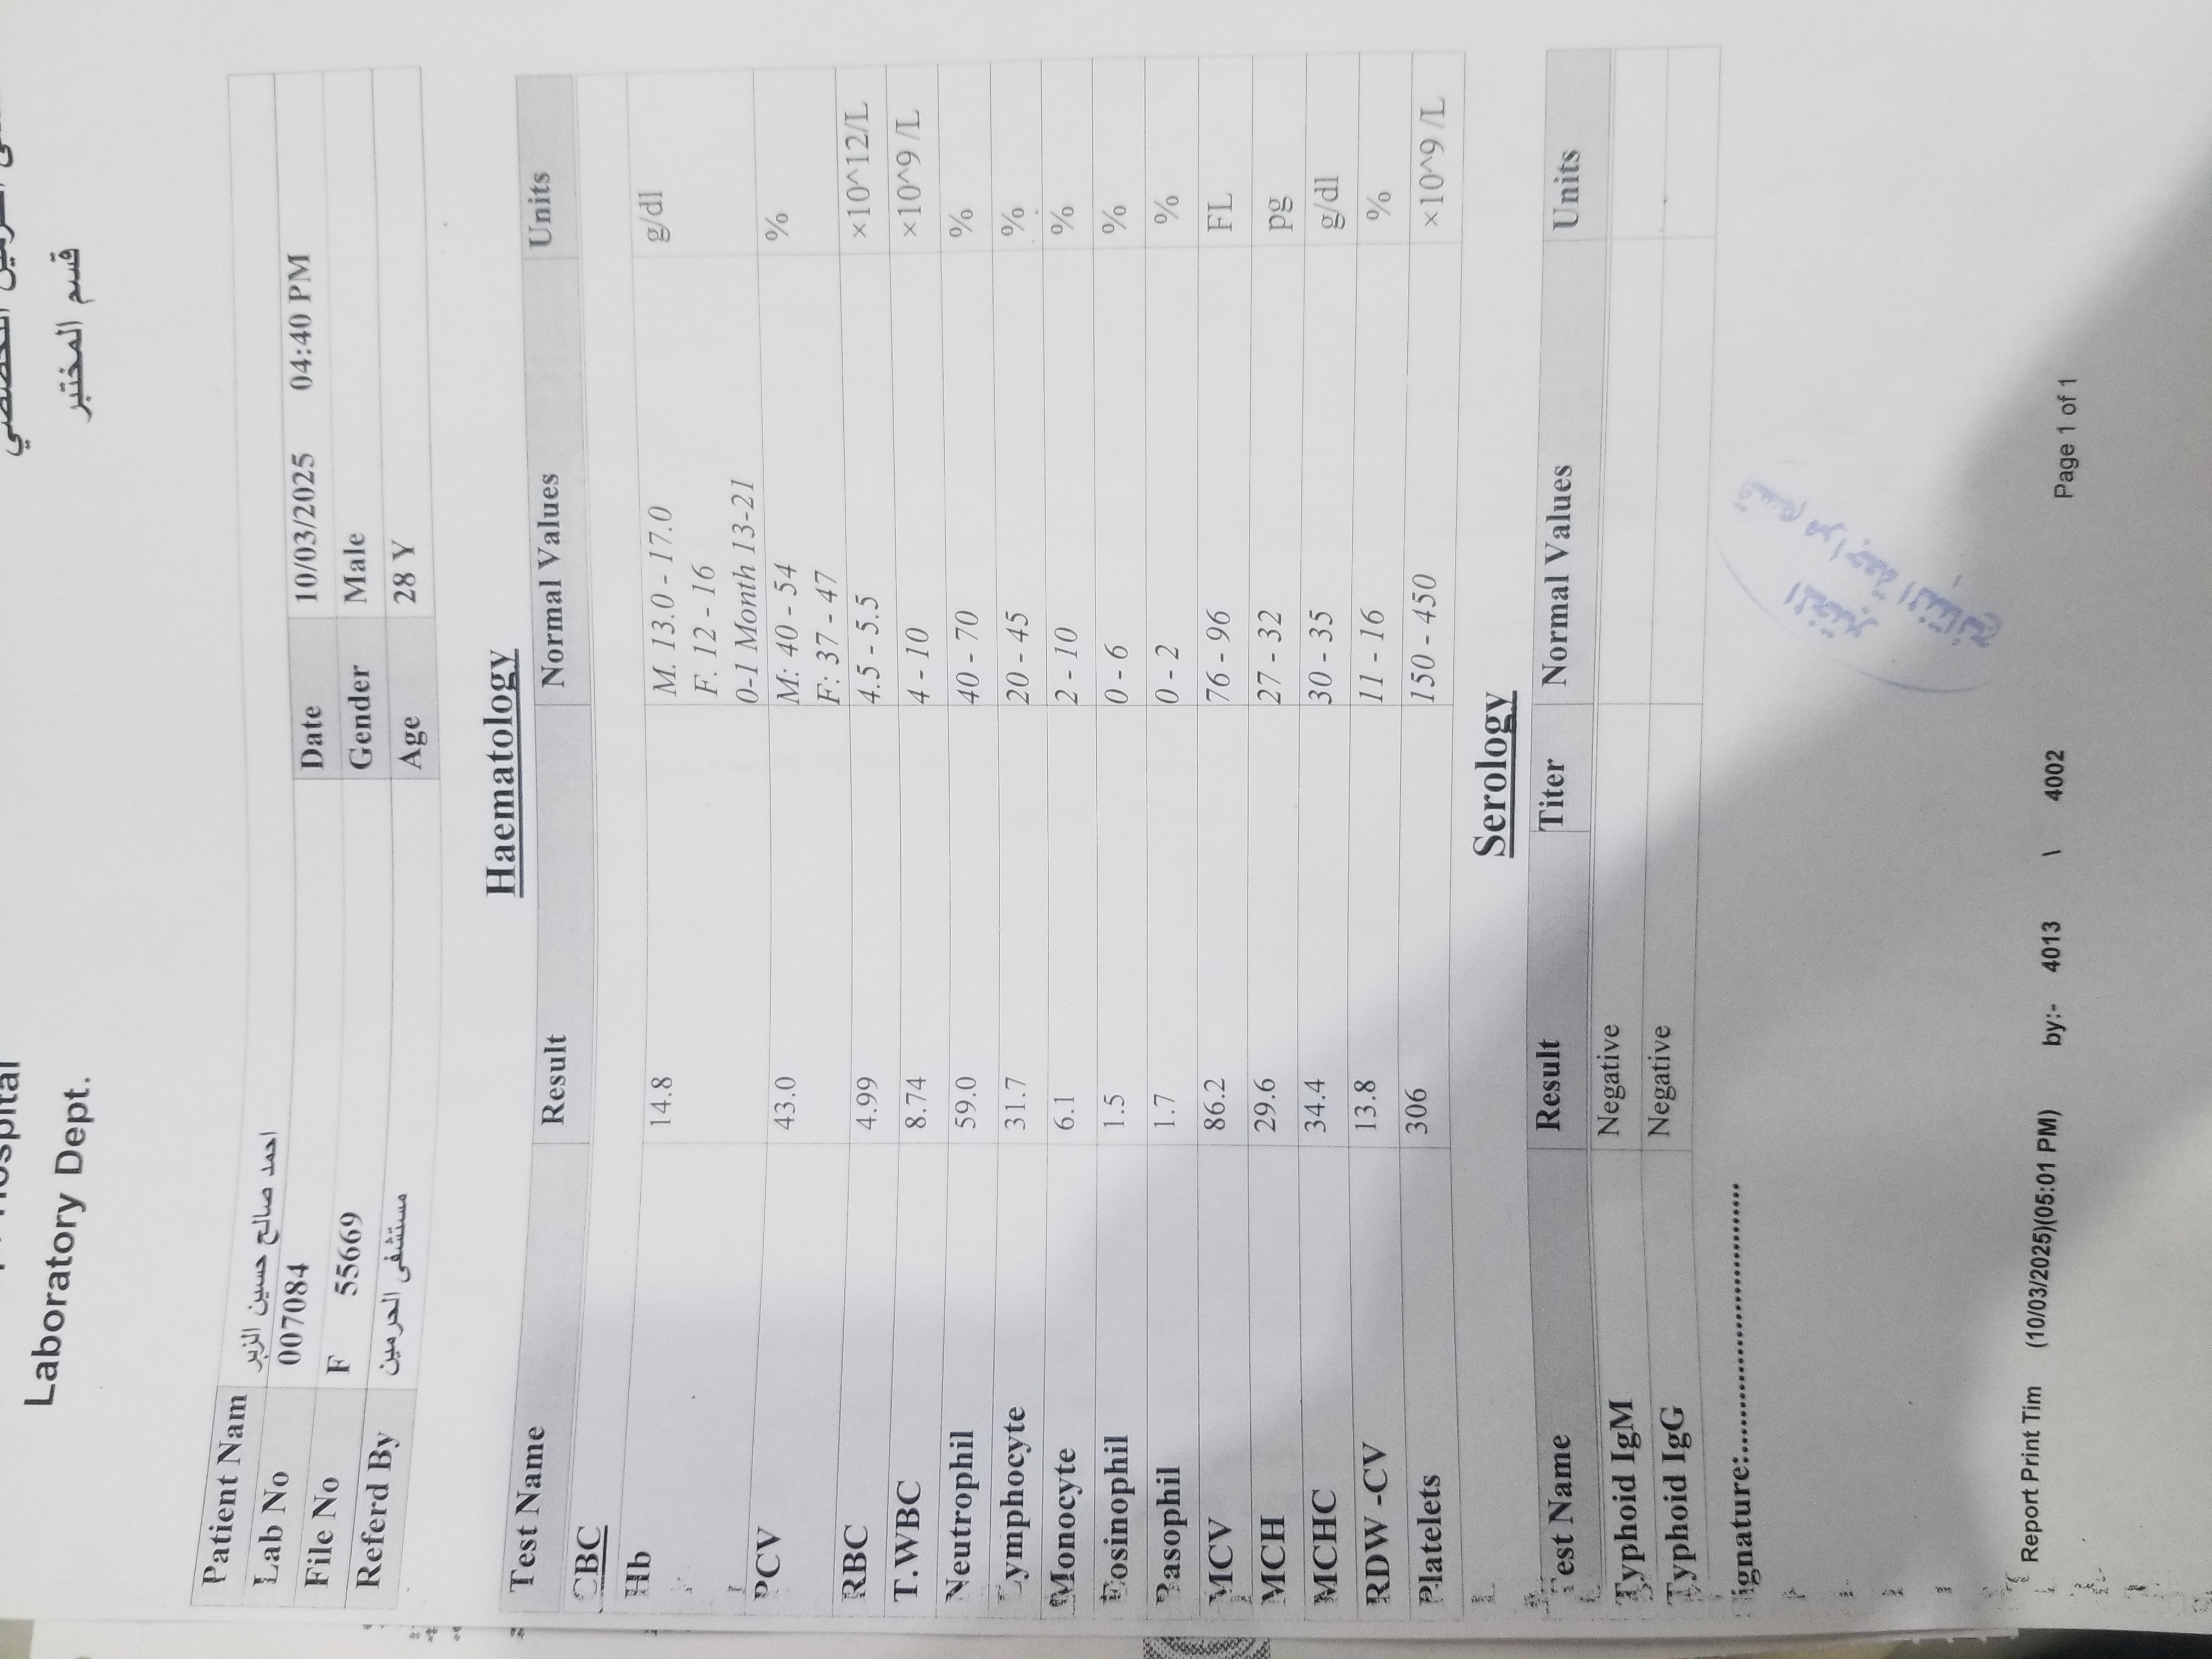 Hospital
Laboratory Dept.
قسم المختبر
Patient Nam احمد صالح حسين الزبر
Lab No 007084 Date 10/03/2025 04:40 PM
File No F 55669 Gender Male
Referd By مستشفى الحرمين Age 28 Y
Haematology
Test Name Result Normal Values Units
CBC
Hb 14.8 M. 13.0 - 17.0 g/dl
F. 12 - 16
0-1 Month 13-21
PCV 43.0 M: 40 - 54 %
F: 37 - 47
RBC 4.99 4.5 - 5.5 ×10^12/L
T.WBC 8.74 4 - 10 ×10^9 /L
Neutrophil 59.0 40 - 70 %
Lymphocyte 31.7 20 - 45 %
Monocyte 6.1 2 - 10 %
Eosinophil 1.5 0 - 6 %
Basophil 1.7 0 - 2 %
MCV 86.2 76 - 96 FL
MCH 29.6 27 - 32 pg
MCHC 34.4 30 - 35 g/dl
RDW -CV 13.8 11 - 16 %
Platelets 306 150 - 450 ×10^9 /L
Serology
Test Name Result Titer Normal Values Units
Typhoid IgM Negative
Typhoid IgG Negative
Signature:..............................
المختبر
قسم مراجعة النتائج
Report Print Tim (10/03/2025)(05:01 PM) by:- 4013 \ 4002 Page 1 of 1